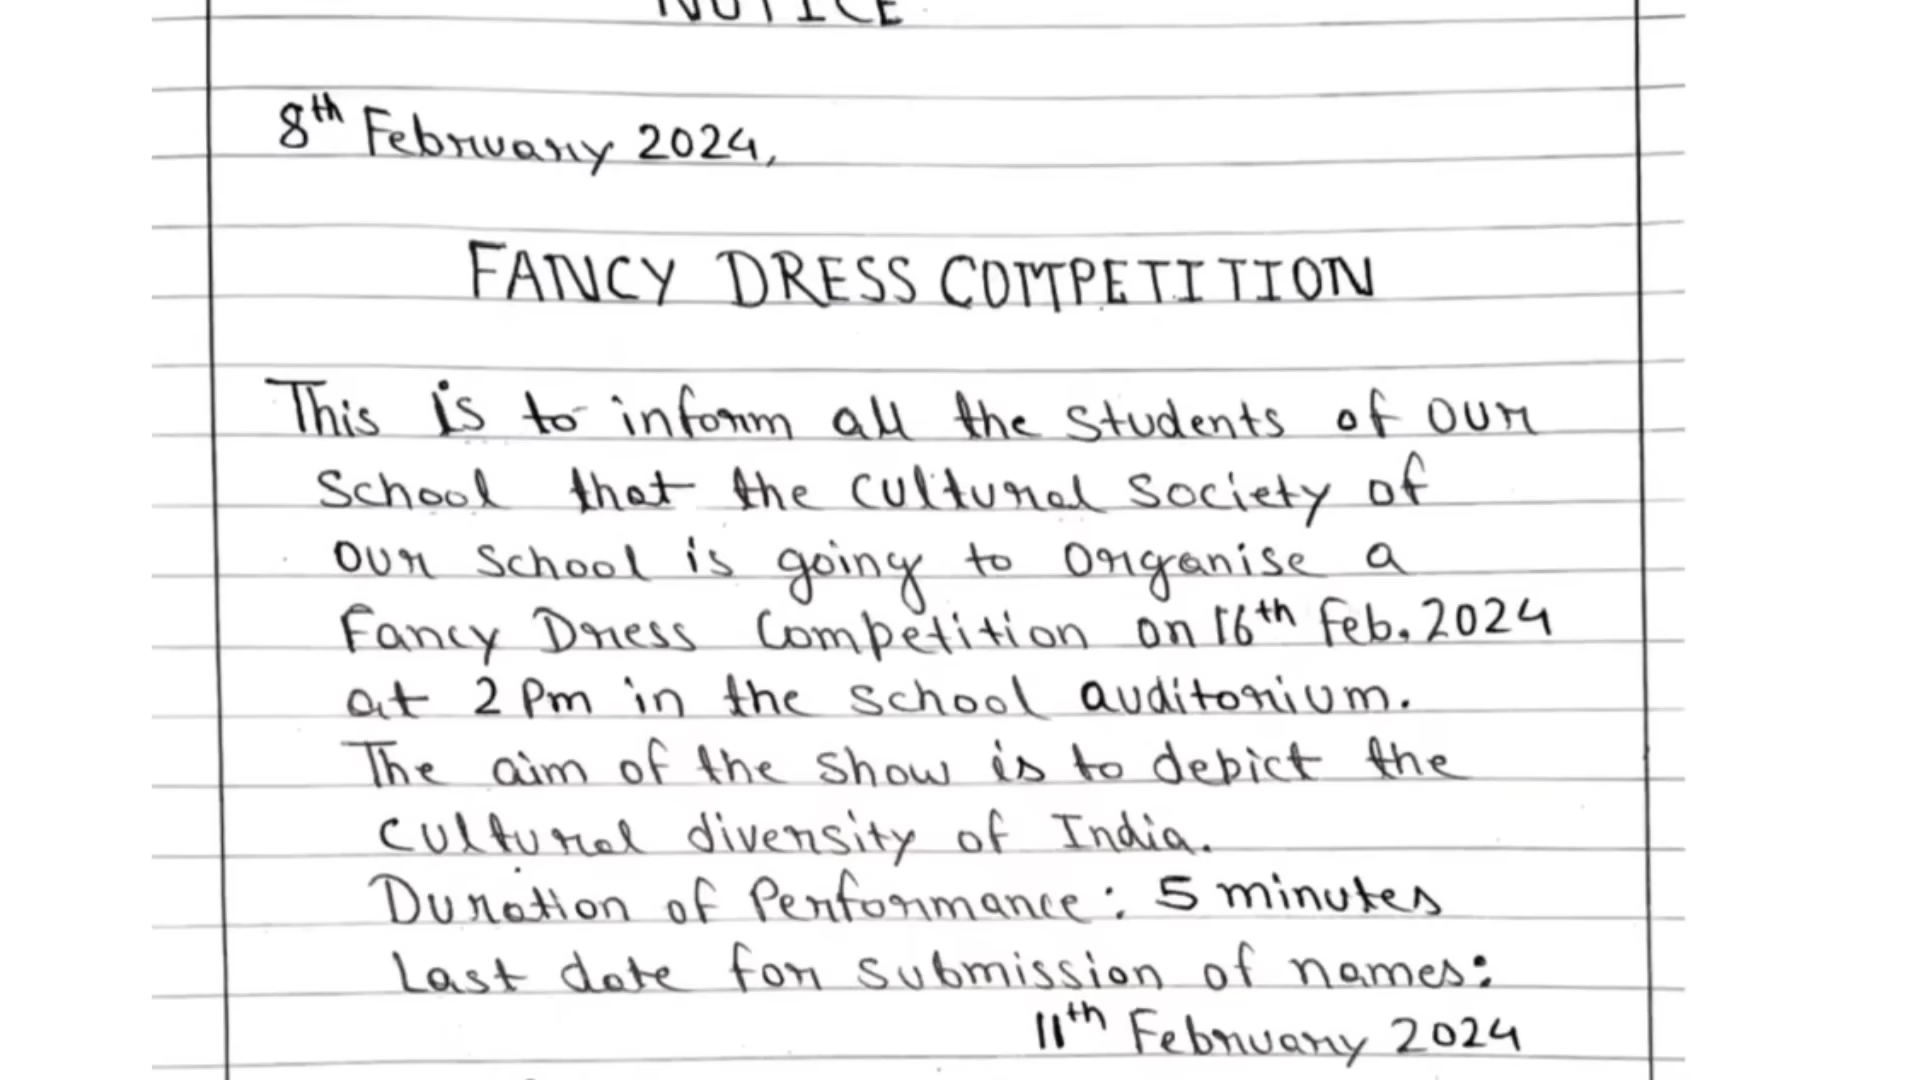 NOTICE
8th February 2024,
FANCY DRESS COMPETITION
This is to inform all the students of our
School that the cultural society of
our school is going to organise a
Fancy Dress Competition on 16th Feb. 2024
at 2 Pm in the school auditorium.
The aim of the show is to depict the
cultural diversity of India.
Duration of Performance: 5 minutes
Last date for submission of names:
11th February 2024